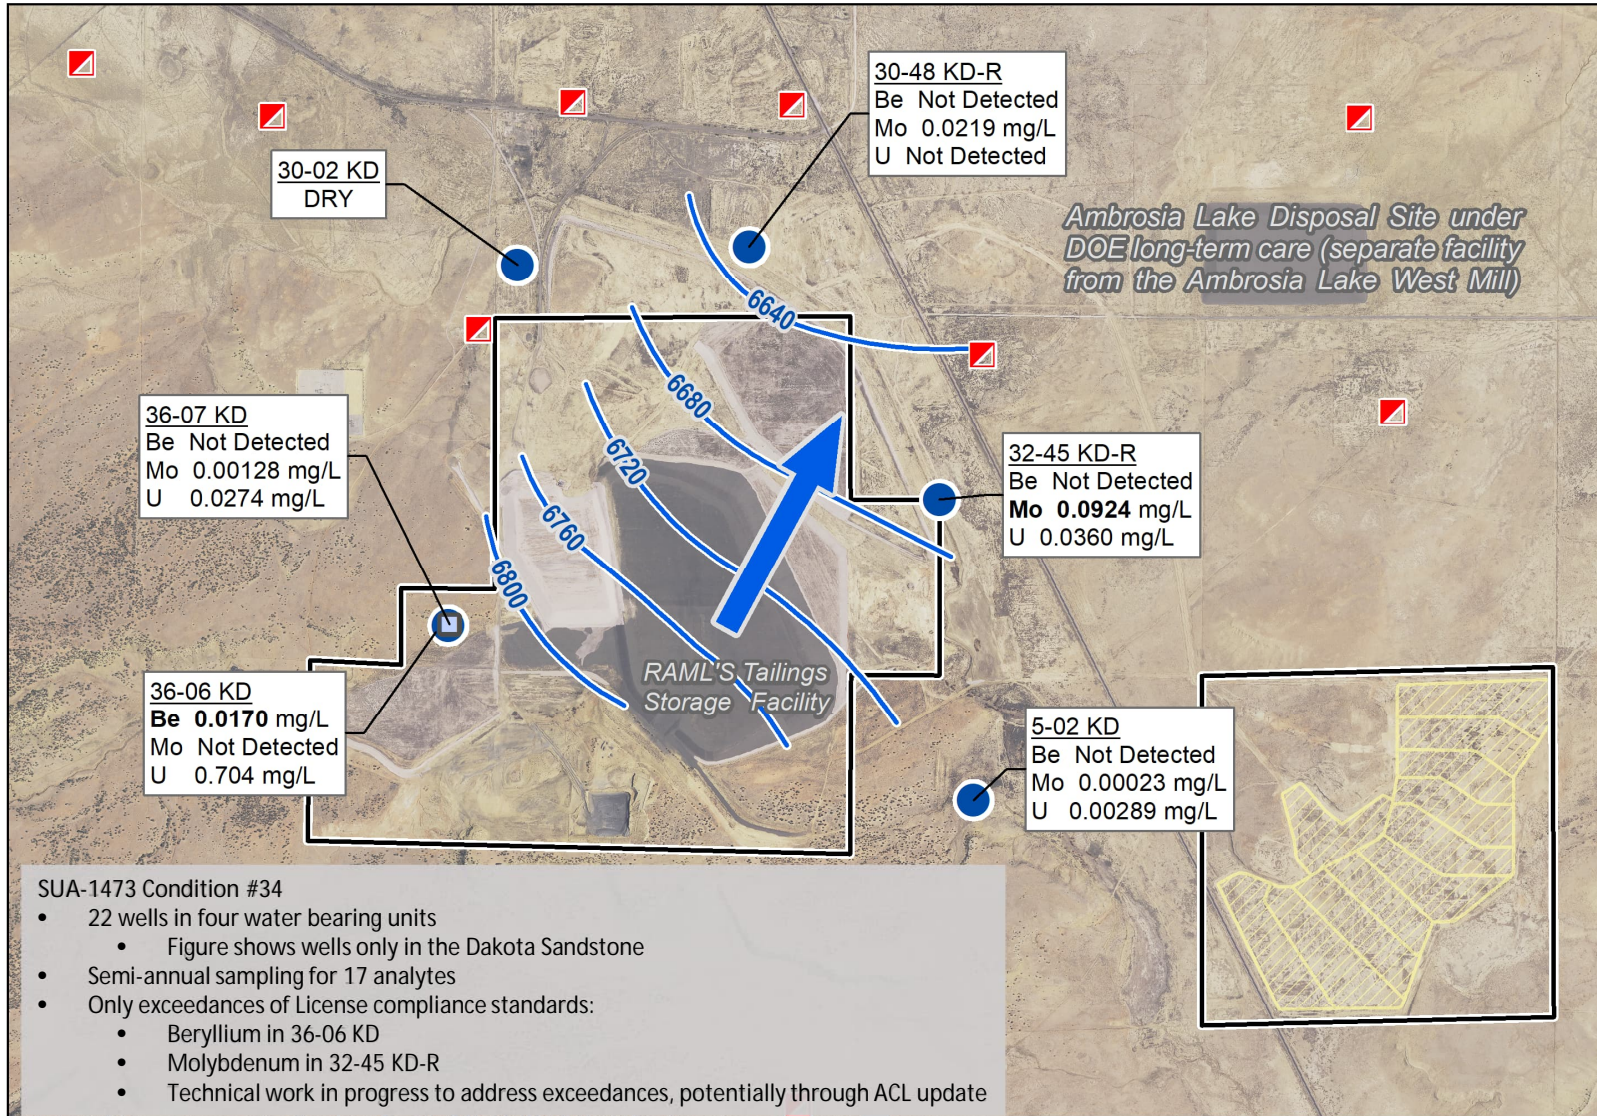 30-48 KD-R
Be Not Detected
Mo 0.0219 mg/L
U Not Detected
30-02 KD
DRY
Ambrosia Lake Disposal Site under
DOE long-term care (separate facility
from the Ambrosia Lake West Mill)
6640
6680
6720
6760
6800
36-07 KD
Be Not Detected
Mo 0.00128 mg/L
U 0.0274 mg/L
32-45 KD-R
Be Not Detected
Mo 0.0924 mg/L
U 0.0360 mg/L
36-06 KD
Be 0.0170 mg/L
Mo Not Detected
U 0.704 mg/L
RAML'S Tailings
Storage Facility
5-02 KD
Be Not Detected
Mo 0.00023 mg/L
U 0.00289 mg/L
SUA-1473 Condition #34
• 22 wells in four water bearing units
• Figure shows wells only in the Dakota Sandstone
• Semi-annual sampling for 17 analytes
• Only exceedances of License compliance standards:
• Beryllium in 36-06 KD
• Molybdenum in 32-45 KD-R
• Technical work in progress to address exceedances, potentially through ACL update